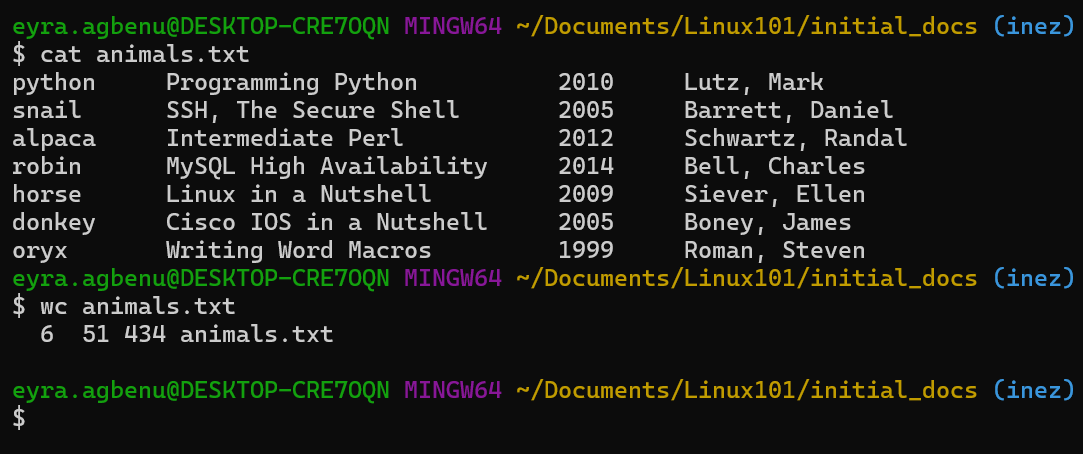 eyra.agbenu@DESKTOP-CRE7OQN MINGW64 ~/Documents/Linux101/initial_docs (inez)
$ cat animals.txt
python     Programming Python          2010     Lutz, Mark
snail      SSH, The Secure Shell       2005     Barrett, Daniel
alpaca     Intermediate Perl           2012     Schwartz, Randal
robin      MySQL High Availability     2014     Bell, Charles
horse      Linux in a Nutshell         2009     Siever, Ellen
donkey     Cisco IOS in a Nutshell     2005     Boney, James
oryx       Writing Word Macros         1999     Roman, Steven
eyra.agbenu@DESKTOP-CRE7OQN MINGW64 ~/Documents/Linux101/initial_docs (inez)
$ wc animals.txt
  6  51 434 animals.txt

eyra.agbenu@DESKTOP-CRE7OQN MINGW64 ~/Documents/Linux101/initial_docs (inez)
$